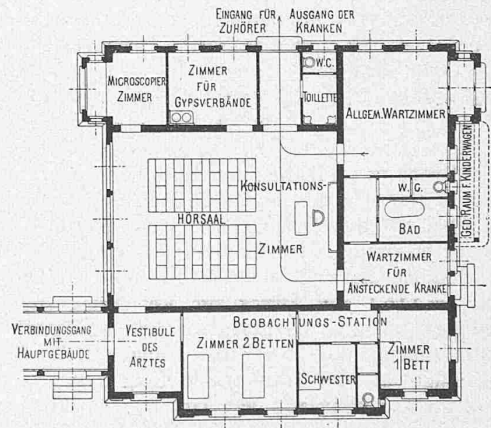 EINGANG FÜR
ZUHÖRER
AUSGANG DER
KRANKEN
MICROSCOPIER
ZIMMER
ZIMMER
FÜR
GYPSVERBÄNDE
W.C.
TOILLETTE
ALLGEM. WARTZIMMER
GED. RAUM F. KINDERWAGEN
KONSULTATIONS-
ZIMMER
HÖRSAAL
W. C.
BAD
WARTZIMMER
FÜR
ANSTECKENDE KRANKE
VERBINDUNGSGANG
MIT
HAUPTGEBÄUDE
VESTIBULE
DES
ARZTES
BEOBACHTUNGS-STATION
ZIMMER 2 BETTEN
SCHWESTER
ZIMMER
1 BETT